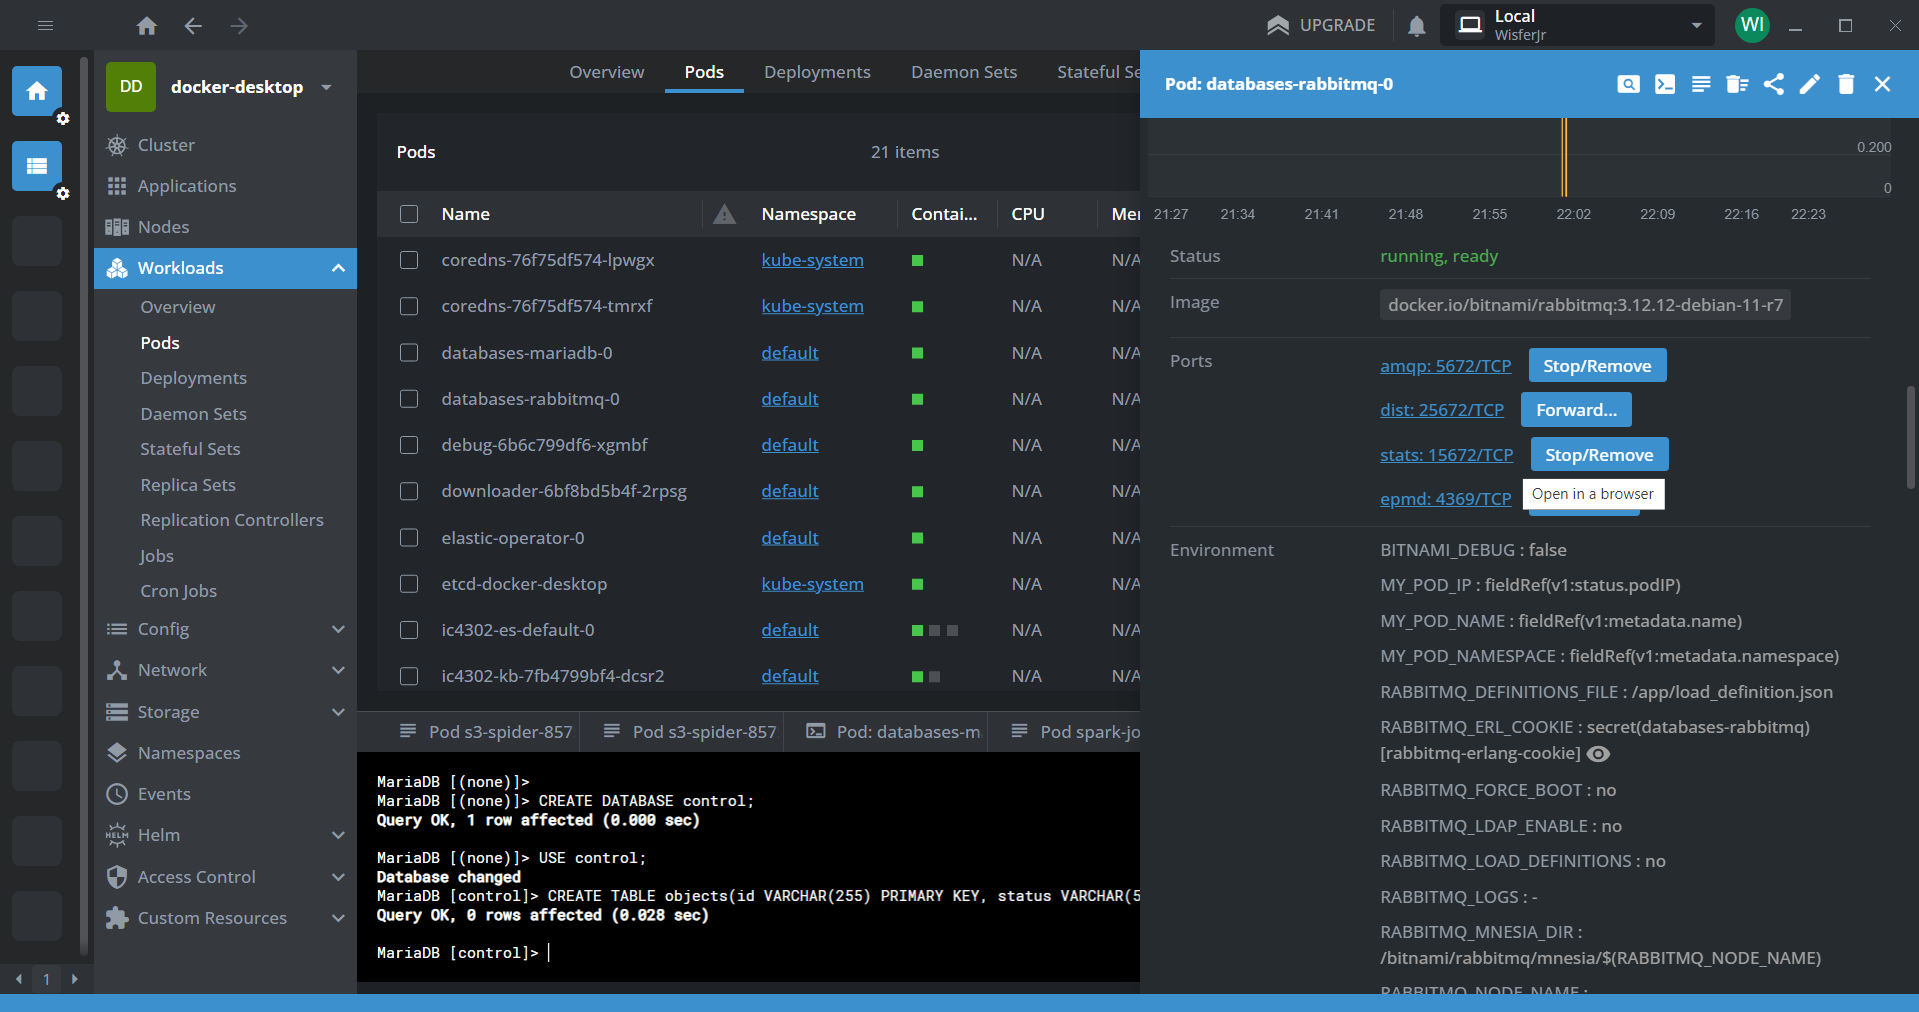 UPGRADE
Local
WisferJr
WI
DD
docker-desktop
Cluster
Applications
Nodes
Workloads
Overview
Pods
Deployments
Daemon Sets
Stateful Sets
Replica Sets
Replication Controllers
Jobs
Cron Jobs
Config
Network
Storage
Namespaces
Events
HELM
Helm
Access Control
Custom Resources
1
Overview Pods Deployments Daemon Sets Stateful Se
Pods 21 items
Name Namespace Contai... CPU Mer
coredns-76f75df574-lpwgx kube-system N/A N/A
coredns-76f75df574-tmrxf kube-system N/A N/A
databases-mariadb-0 default N/A N/A
databases-rabbitmq-0 default N/A N/A
debug-6b6c799df6-xgmbf default N/A N/A
downloader-6bf8bd5b4f-2rpsg default N/A N/A
elastic-operator-0 default N/A N/A
etcd-docker-desktop kube-system N/A N/A
ic4302-es-default-0 default N/A N/A
ic4302-kb-7fb4799bf4-dcsr2 default N/A N/A
Pod s3-spider-857 Pod s3-spider-857 Pod: databases-m Pod spark-jo
MariaDB [(none)]>
MariaDB [(none)]> CREATE DATABASE control;
Query OK, 1 row affected (0.000 sec)
MariaDB [(none)]> USE control;
Database changed
MariaDB [control]> CREATE TABLE objects(id VARCHAR(255) PRIMARY KEY, status VARCHAR(5
Query OK, 0 rows affected (0.028 sec)
MariaDB [control]>
Pod: databases-rabbitmq-0
0.200
0
21:27 21:34 21:41 21:48 21:55 22:02 22:09 22:16 22:23
Status running, ready
Image docker.io/bitnami/rabbitmq:3.12.12-debian-11-r7
Ports amqp: 5672/TCP Stop/Remove
dist: 25672/TCP Forward...
stats: 15672/TCP Stop/Remove
epmd: 4369/TCP Open in a browser
Environment BITNAMI_DEBUG : false
MY_POD_IP : fieldRef(v1:status.podIP)
MY_POD_NAME : fieldRef(v1:metadata.name)
MY_POD_NAMESPACE : fieldRef(v1:metadata.namespace)
RABBITMQ_DEFINITIONS_FILE : /app/load_definition.json
RABBITMQ_ERL_COOKIE : secret(databases-rabbitmq)
[rabbitmq-erlang-cookie]
RABBITMQ_FORCE_BOOT : no
RABBITMQ_LDAP_ENABLE : no
RABBITMQ_LOAD_DEFINITIONS : no
RABBITMQ_LOGS : -
RABBITMQ_MNESIA_DIR :
/bitnami/rabbitmq/mnesia/$(RABBITMQ_NODE_NAME)
RABBITMQ_NODE_NAME :